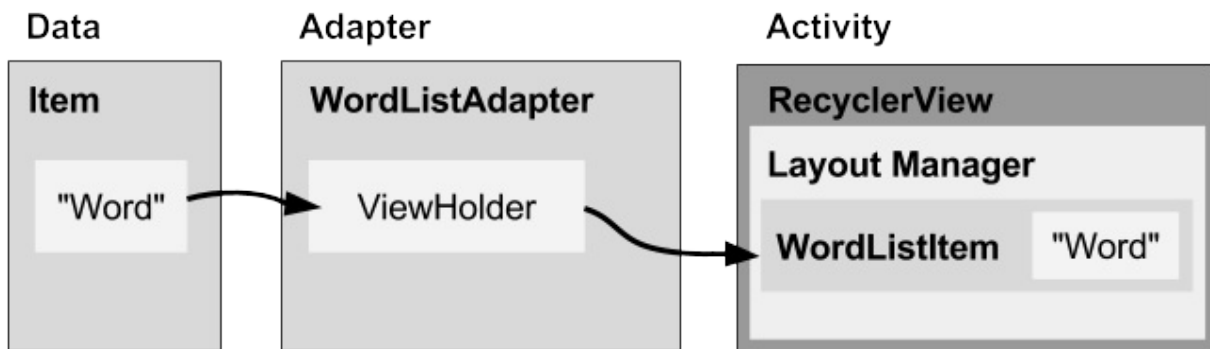 Data
Adapter
Activity
Item
WordListAdapter
RecyclerView
Layout Manager
"Word"
ViewHolder
WordListItem
"Word"